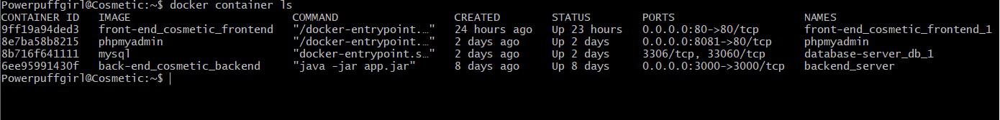 Powerpuffgirl@Cosmetic:~$ docker container ls
CONTAINER ID   IMAGE                         COMMAND                  CREATED        STATUS        PORTS                    NAMES
9ff19a94ded3   front-end_cosmetic_frontend   "/docker-entrypoint.…"   24 hours ago   Up 23 hours   0.0.0.0:80->80/tcp       front-end_cosmetic_frontend_1
8e7ba58b8215   phpmyadmin                    "/docker-entrypoint.…"   2 days ago     Up 2 days     0.0.0.0:8081->80/tcp     phpmyadmin
8b716f641111   mysql                         "docker-entrypoint.s…"   2 days ago     Up 2 days     3306/tcp, 33060/tcp      database-server_db_1
6ee95991430f   back-end_cosmetic_backend     "java -jar app.jar"      8 days ago     Up 8 days     0.0.0.0:3000->3000/tcp   backend_server
Powerpuffgirl@Cosmetic:~$